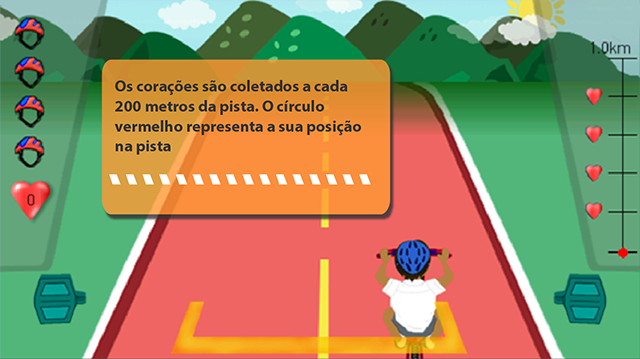 1.0km
Os corações são coletados a cada
200 metros da pista. O círculo
vermelho representa a sua posição
na pista
0